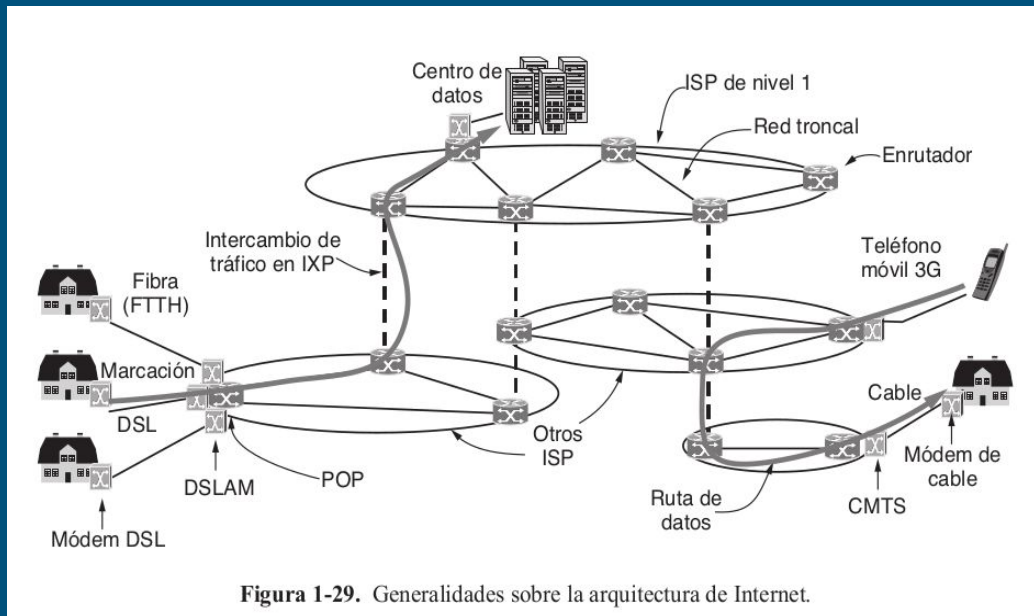 Centro de
datos
ISP de nivel 1
Red troncal
Enrutador
Intercambio de
tráfico en IXP
Teléfono
móvil 3G
Fibra
(FTTH)
Marcación
DSL
Cable
Otros
ISP
DSLAM
POP
Ruta de
datos
CMTS
Módem de
cable
Módem DSL
Figura 1-29. Generalidades sobre la arquitectura de Internet.